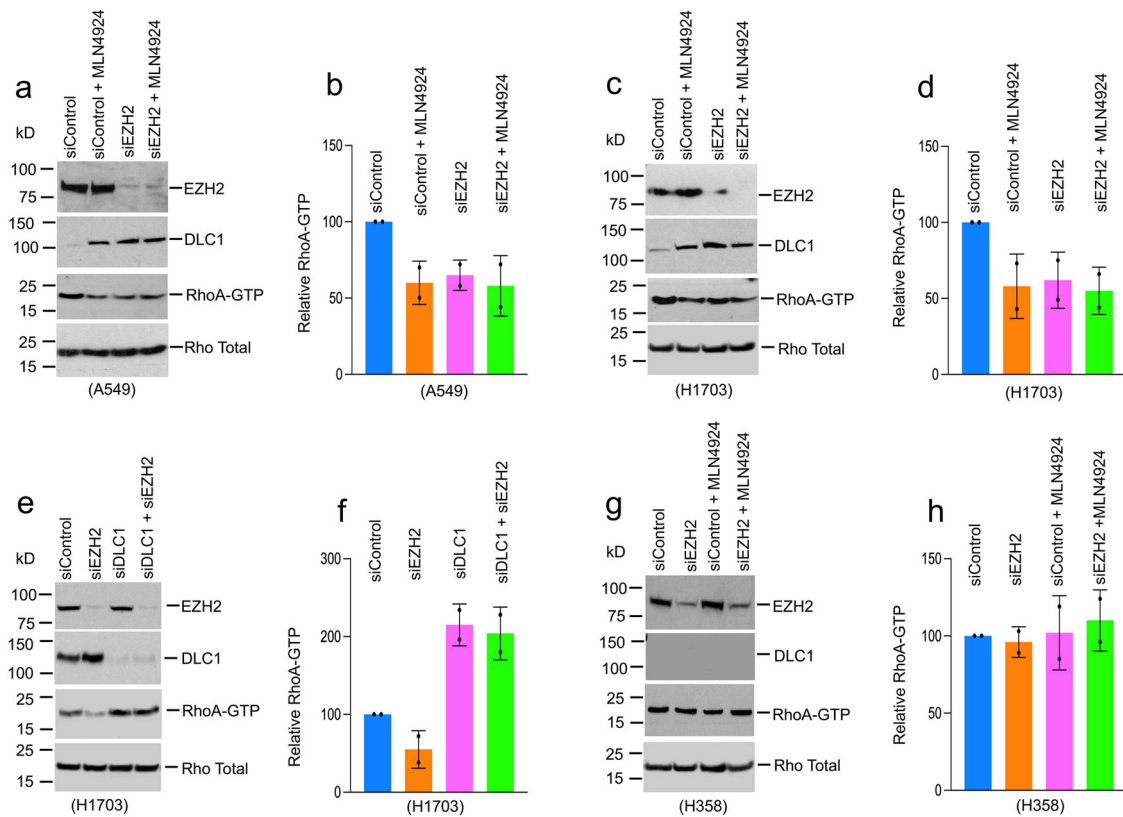 a
kD
siControl
siControl + MLN4924
siEZH2
siEZH2 + MLN4924
100
75
EZH2
150
100
DLC1
25
15
RhoA-GTP
25
15
Rho Total
(A549)
b
Relative RhoA-GTP
150
100
50
0
siControl
siControl + MLN4924
siEZH2
siEZH2 + MLN4924
(A549)
c
kD
siControl
siControl + MLN4924
siEZH2
siEZH2 + MLN4924
100
75
EZH2
150
100
DLC1
25
15
RhoA-GTP
25
15
Rho Total
(H1703)
d
Relative RhoA-GTP
150
100
50
0
siControl
siControl + MLN4924
siEZH2
siEZH2 + MLN4924
(H1703)
e
kD
siControl
siEZH2
siDLC1
siDLC1 + siEZH2
100
75
EZH2
150
100
DLC1
25
15
RhoA-GTP
25
15
Rho Total
(H1703)
f
Relative RhoA-GTP
300
200
100
0
siControl
siEZH2
siDLC1
siDLC1 + siEZH2
(H1703)
g
kD
siControl
siEZH2
siControl + MLN4924
siEZH2 + MLN4924
100
75
EZH2
150
100
DLC1
25
15
RhoA-GTP
25
15
Rho Total
(H358)
h
Relative RhoA-GTP
150
100
50
0
siControl
siEZH2
siControl + MLN4924
siEZH2 +MLN4924
(H358)